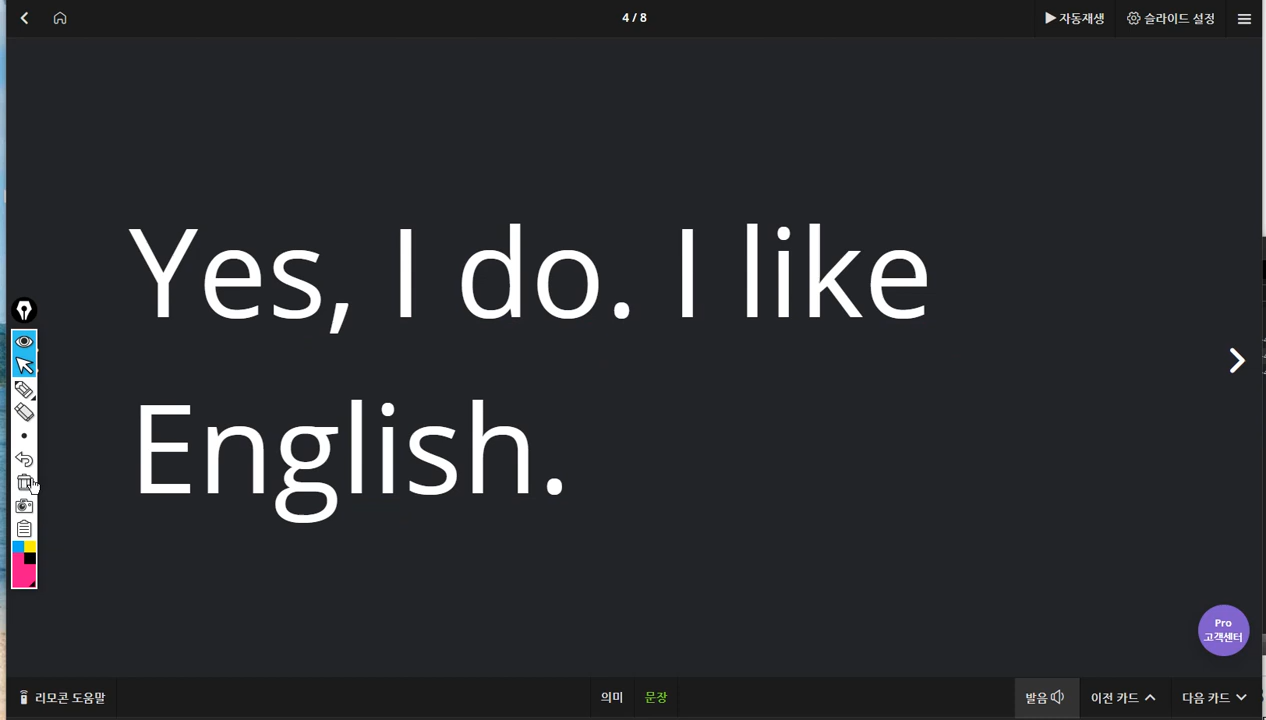 4 / 8
자동재생
슬라이드 설정
Yes, I do. I like
English.
Pro
고객센터
리모콘 도움말
의미
문장
발음
이전 카드
다음 카드